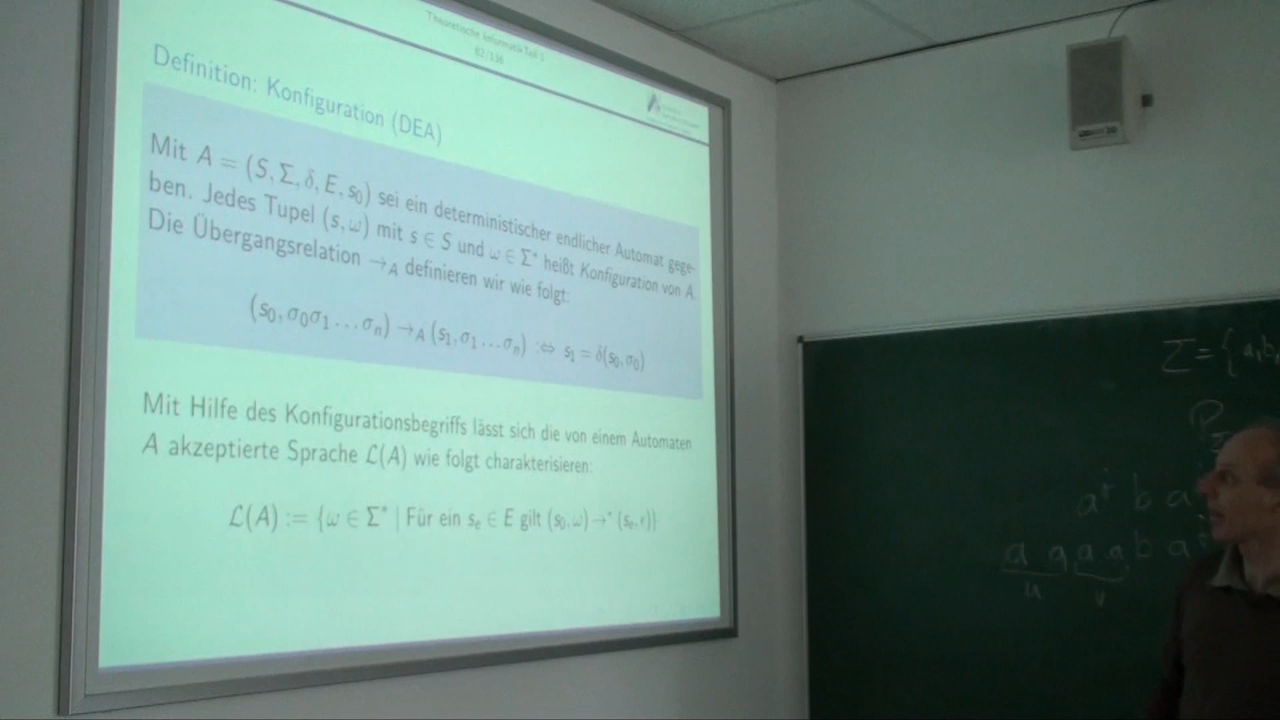 Theoretische Informatik Teil 1
82/136
Definition: Konfiguration (DEA)
Mit A = (S, Σ, δ, E, s₀) sei ein deterministischer endlicher Automat gege-
ben. Jedes Tupel (s, ω) mit s ∈ S und ω ∈ Σ* heißt Konfiguration von A.
Die Übergangsrelation →_A definieren wir wie folgt:
(s₀, σ₀σ₁ … σₙ) →_A (s₁, σ₁ … σₙ) :⇔ s₁ = δ(s₀, σ₀)
Mit Hilfe des Konfigurationsbegriffs lässt sich die von einem Automaten
A akzeptierte Sprache ℒ(A) wie folgt charakterisieren:
ℒ(A) := {ω ∈ Σ* | Für ein sₑ ∈ E gilt (s₀, ω) →* (sₑ, ε)}
Σ = {a,b,
a b a
a a a a b a
u v